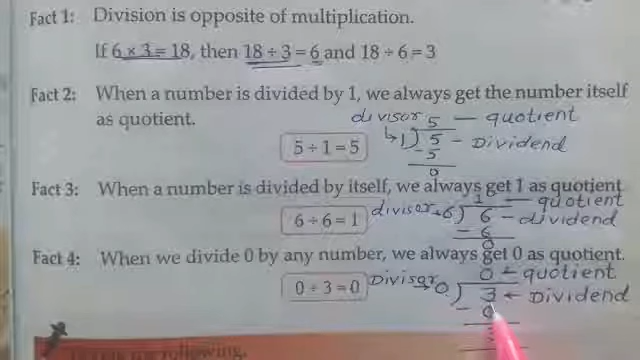 Fact 1: Division is opposite of multiplication.
If 6 × 3 = 18, then 18 ÷ 3 = 6 and 18 ÷ 6 = 3
Fact 2: When a number is divided by 1, we always get the number itself
as quotient.
divisor 5 — quotient
5 ÷ 1 = 5
1) 5 – Dividend
- 5
0
Fact 3: When a number is divided by itself, we always get 1 as quotient.
1 ← quotient
6 ÷ 6 = 1
divisor → 6) 6 – dividend
- 6
0
Fact 4: When we divide 0 by any number, we always get 0 as quotient.
0 ← quotient
0 ÷ 3 = 0
Divisor → 0) 3 ← Dividend
- 0
following.